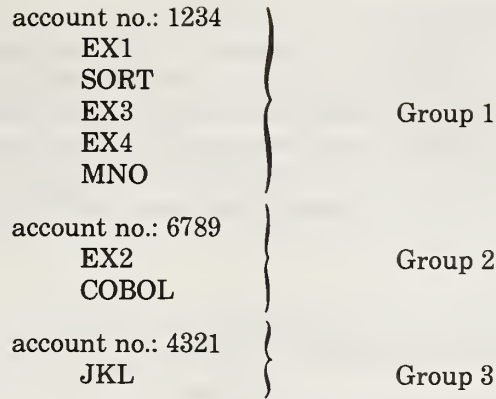 account no.: 1234
EX1
SORT
EX3 Group 1
EX4
MNO
account no.: 6789
EX2 Group 2
COBOL
account no.: 4321
JKL Group 3